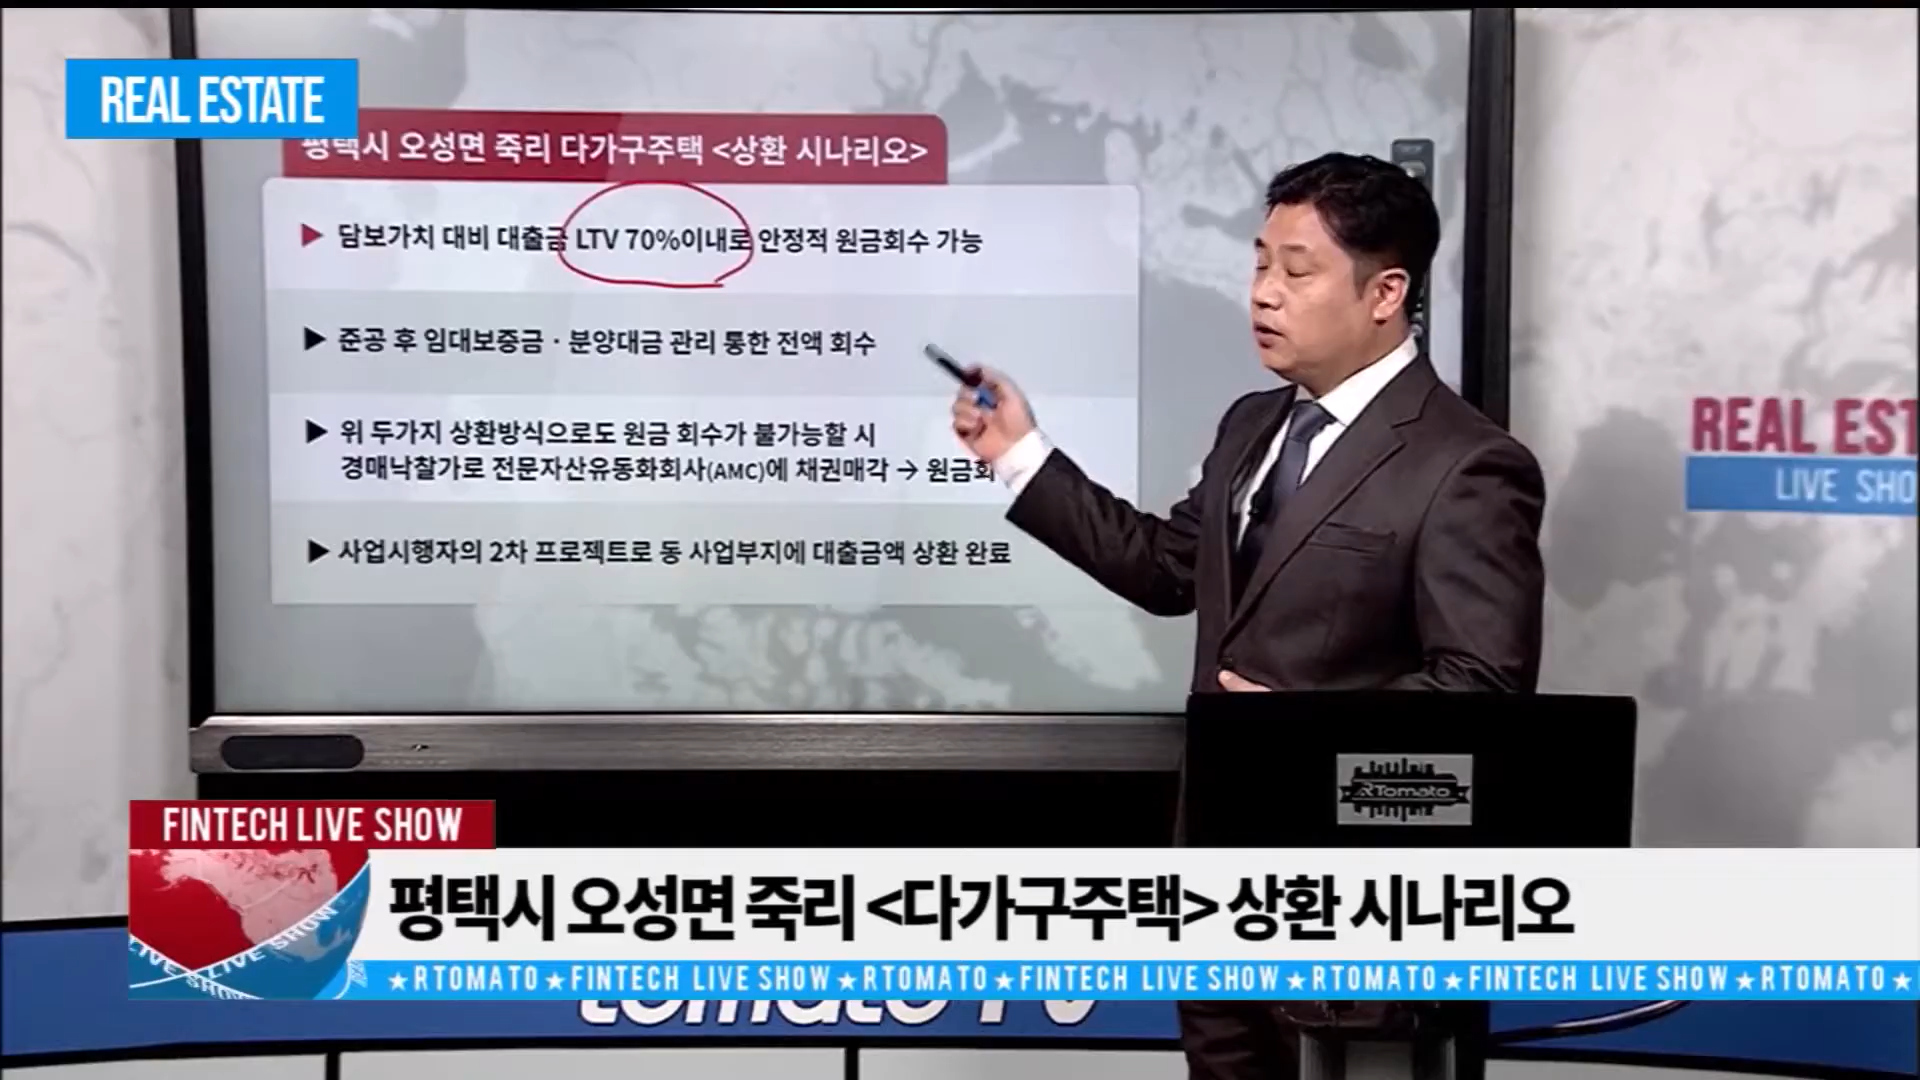 REAL ESTATE
평택시 오성면 죽리 다가구주택 <상환 시나리오>
▶ 담보가치 대비 대출금 LTV 70%이내로 안정적 원금회수 가능
▶ 준공 후 임대보증금 · 분양대금 관리 통한 전액 회수
▶ 위 두가지 상환방식으로도 원금 회수가 불가능할 시
경매낙찰가로 전문자산유동화회사(AMC)에 채권매각 → 원금회
▶ 사업시행자의 2차 프로젝트로 동 사업부지에 대출금액 상환 완료
REAL EST
LIVE SHO
RTomato
FINTECH LIVE SHOW
LIVE LIVE SHOW
SHOW
평택시 오성면 죽리 <다가구주택> 상환 시나리오
★RTOMATO★FINTECH LIVE SHOW★RTOMATO★FINTECH LIVE SHOW★RTOMATO★FINTECH LIVE SHOW★RTOMATO★
tomato TV